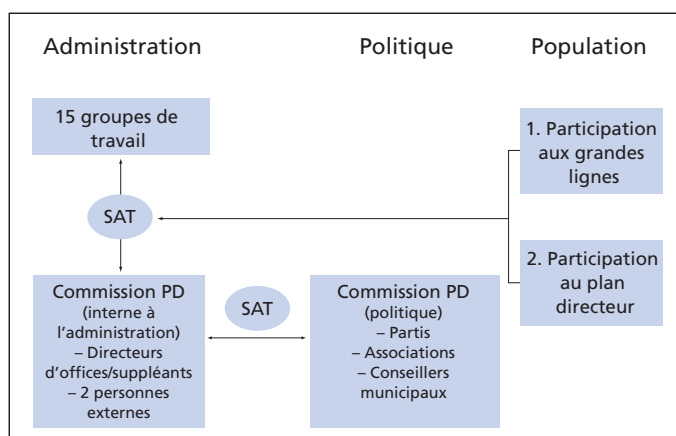 Administration
Politique
Population
15 groupes de
travail
1. Participation
aux grandes
lignes
SAT
2. Participation
au plan
directeur
Commission PD
(interne à
l'administration)
– Directeurs
d'offices/suppléants
– 2 personnes
externes
SAT
Commission PD
(politique)
– Partis
– Associations
– Conseillers
municipaux